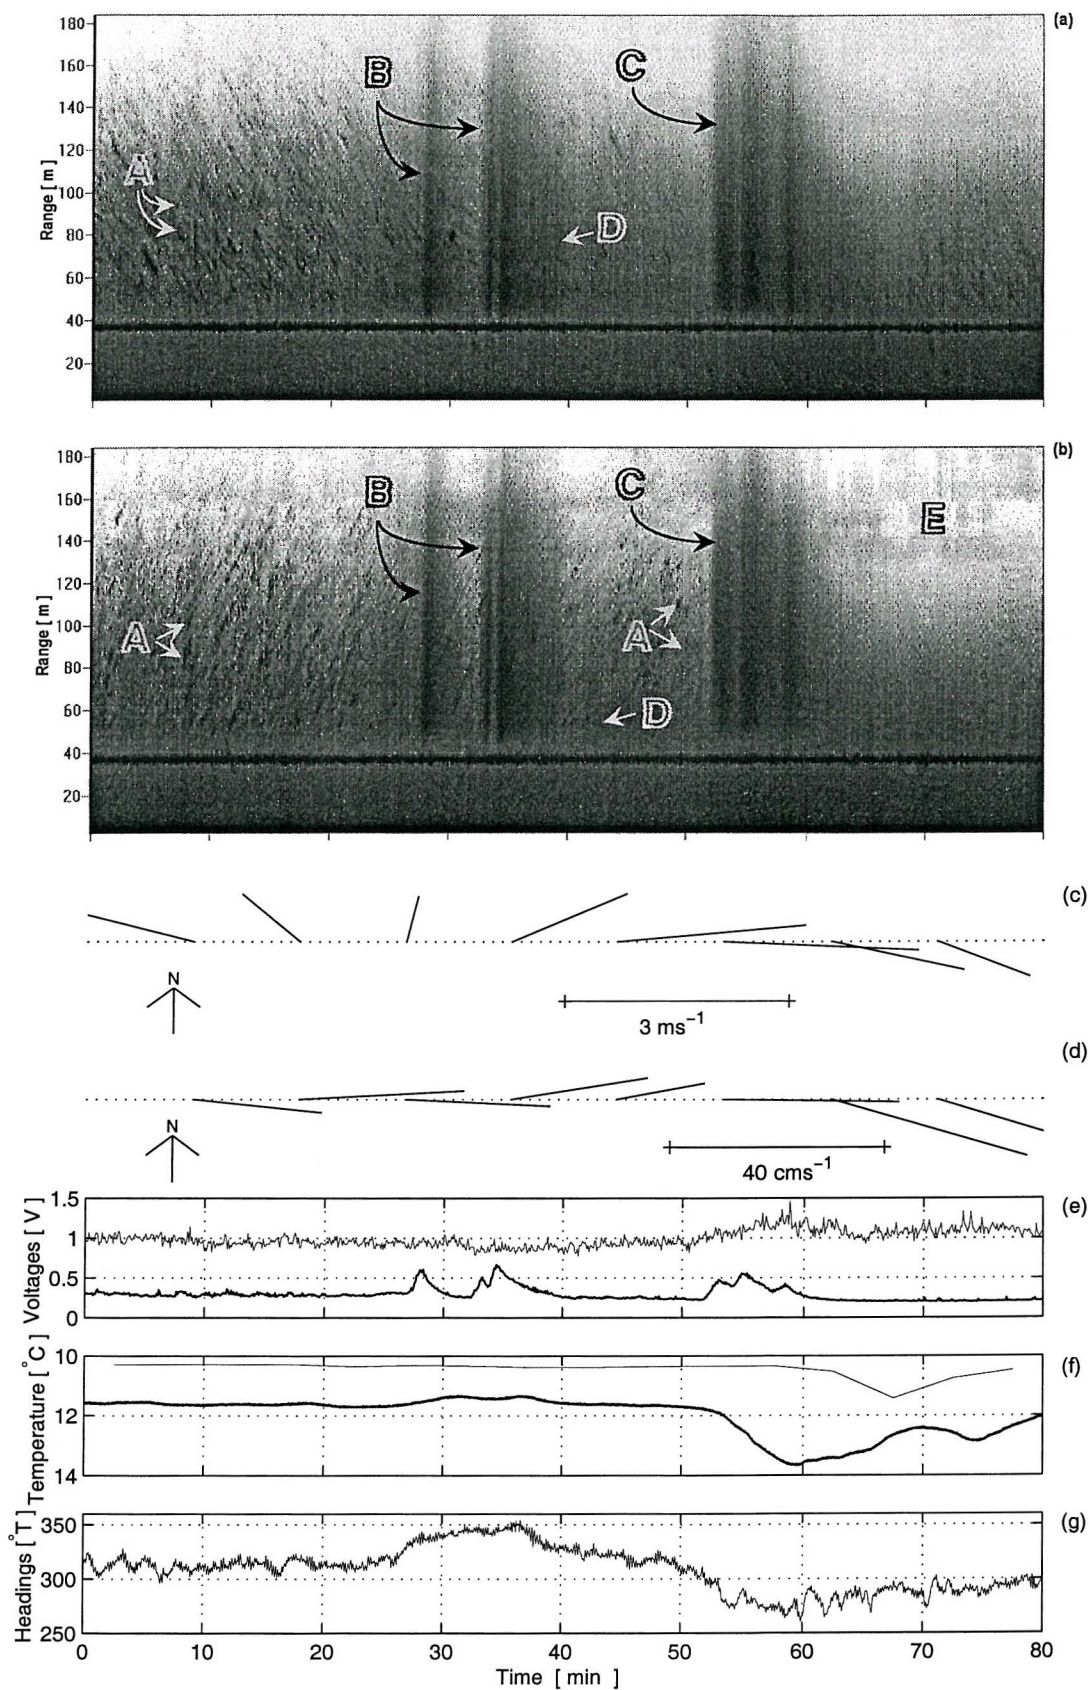 (a)
180
160
140
120
100
80
60
40
20
Range [ m ]
A
B
C
D
(b)
180
160
140
120
100
80
60
40
20
Range [ m ]
A
B
C
A
D
E
(c)
N
3 ms⁻¹
(d)
N
40 cms⁻¹
(e)
1.5
1
0.5
0
Voltages [ V ]
(f)
10
12
14
Temperature [ °C ]
(g)
350
300
250
Headings [ °T ]
0 10 20 30 40 50 60 70 80
Time [ min ]